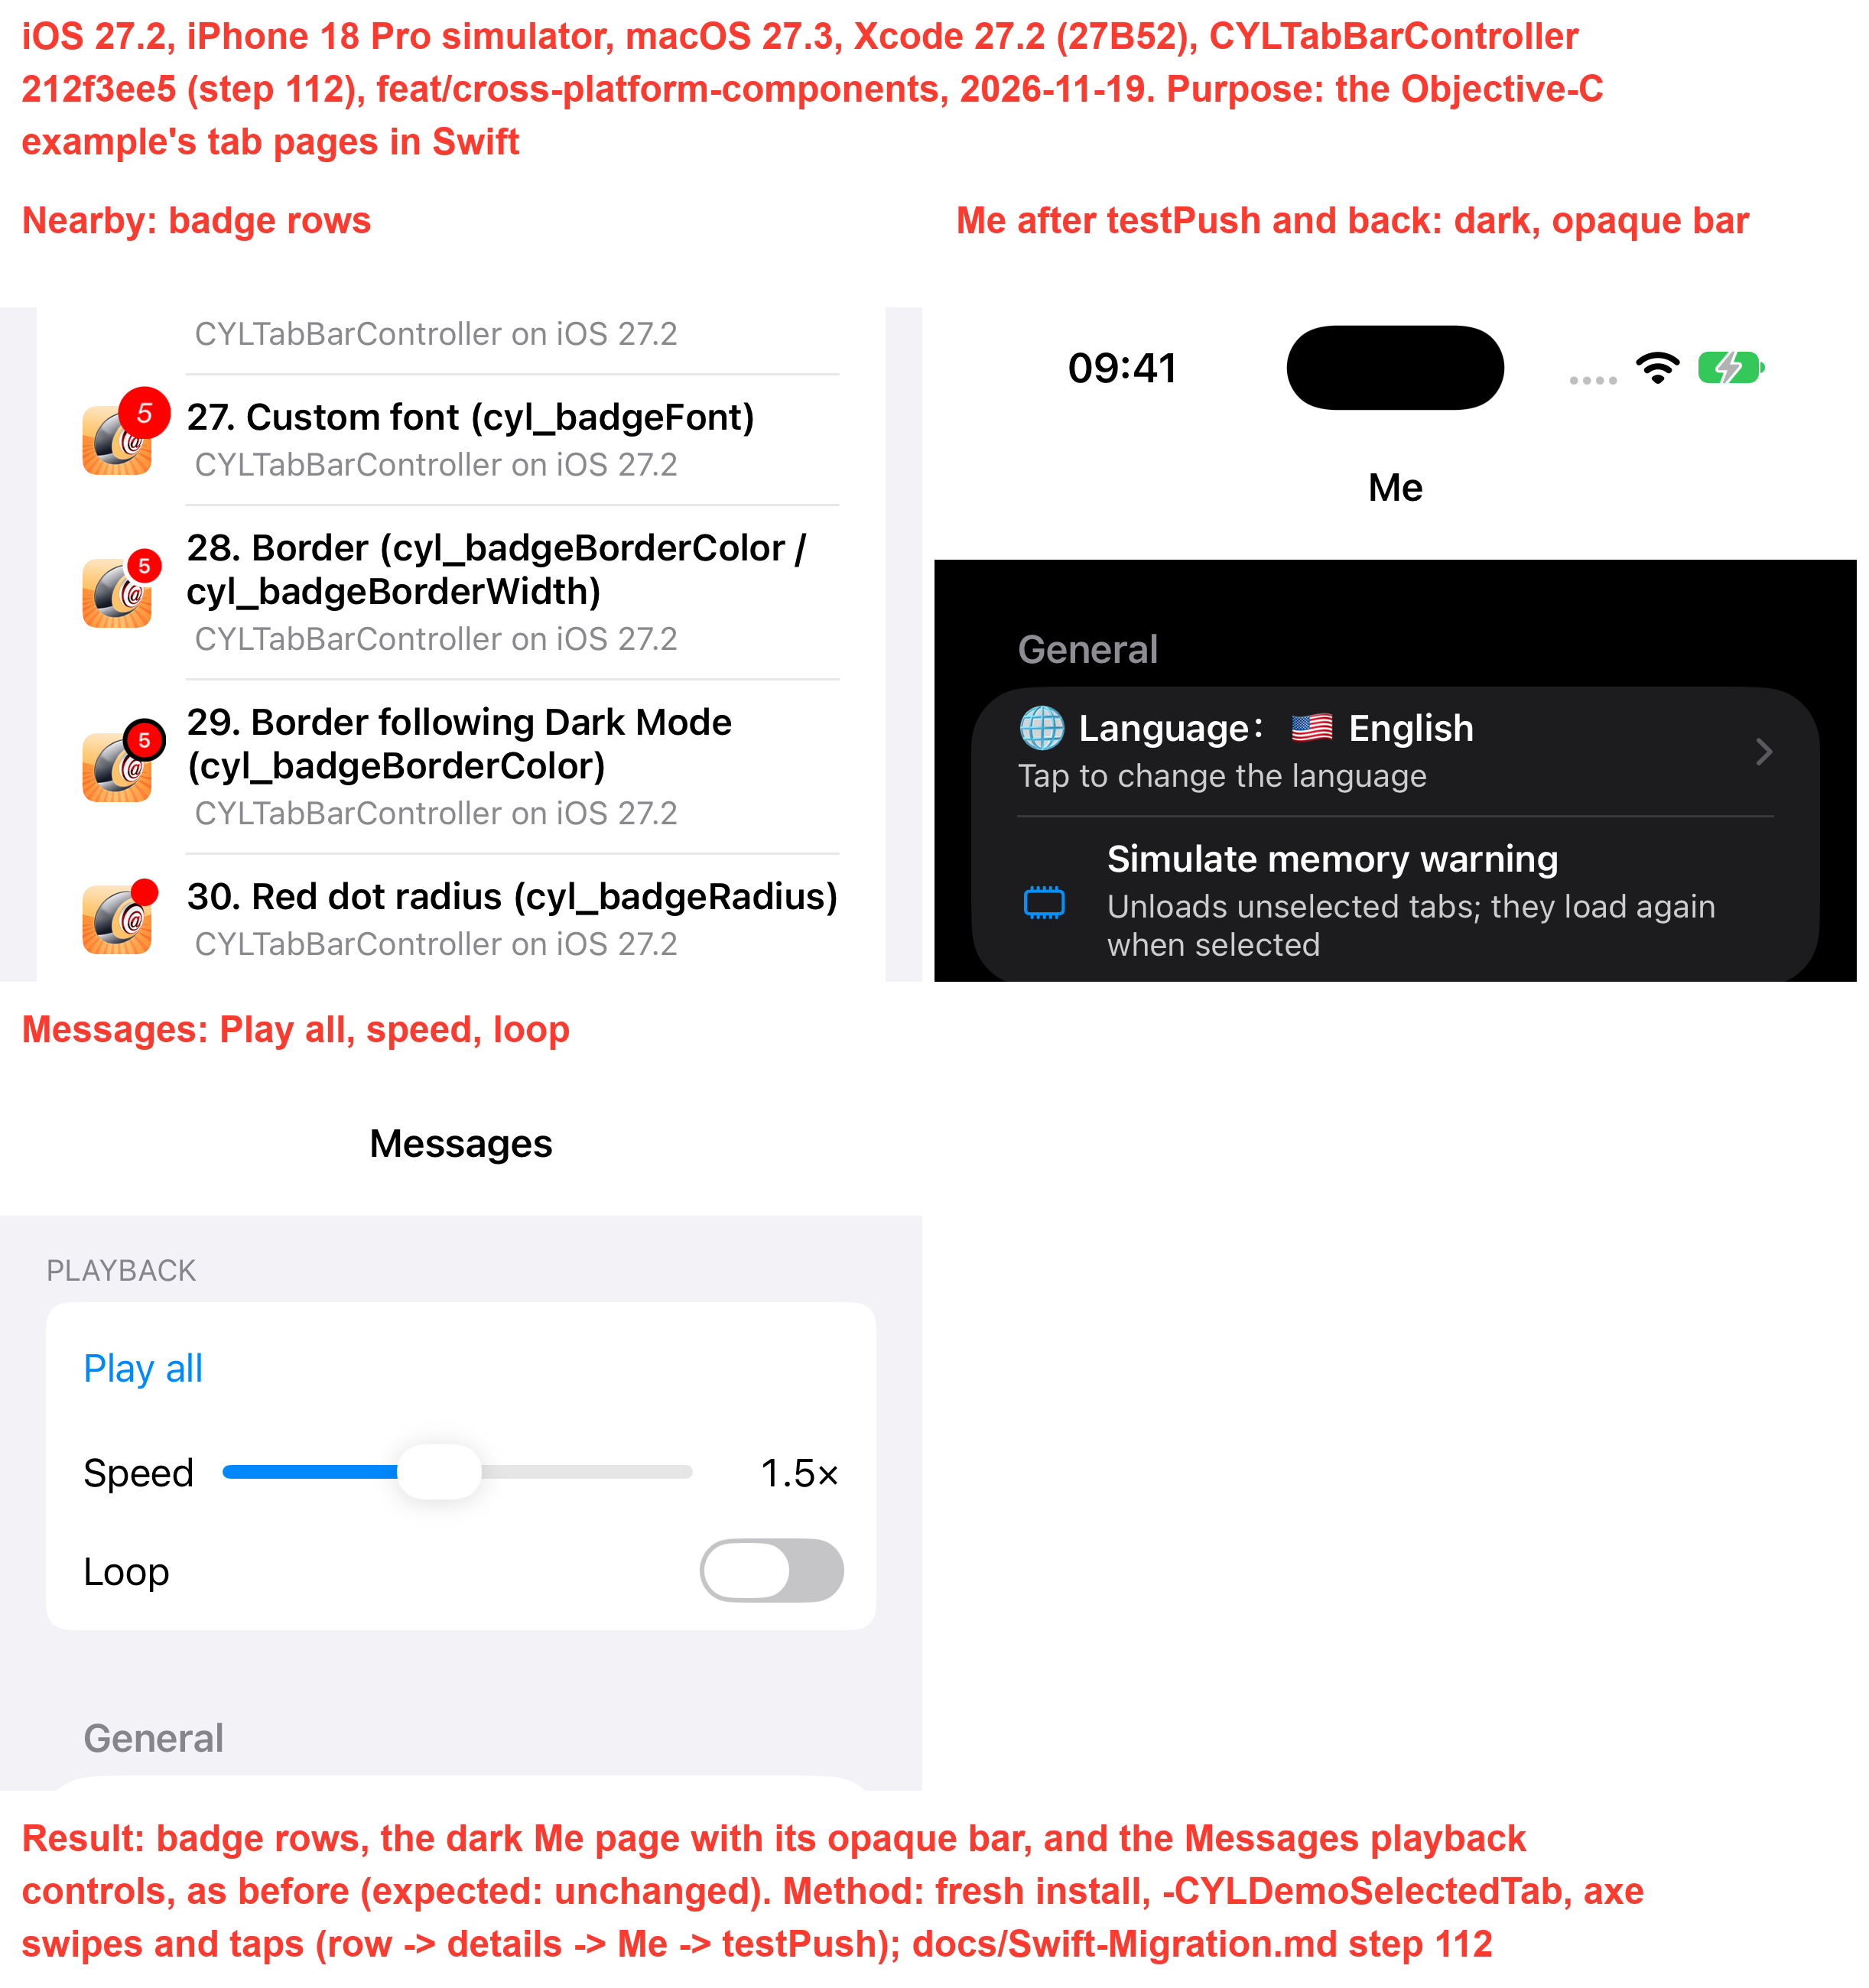 iOS 27.2, iPhone 18 Pro simulator, macOS 27.3, Xcode 27.2 (27B52), CYLTabBarController
212f3ee5 (step 112), feat/cross-platform-components, 2026-11-19. Purpose: the Objective-C
example's tab pages in Swift
Nearby: badge rows
CYLTabBarController on iOS 27.2
5
27. Custom font (cyl_badgeFont)
CYLTabBarController on iOS 27.2
5
28. Border (cyl_badgeBorderColor /
cyl_badgeBorderWidth)
CYLTabBarController on iOS 27.2
5
29. Border following Dark Mode
(cyl_badgeBorderColor)
CYLTabBarController on iOS 27.2
30. Red dot radius (cyl_badgeRadius)
CYLTabBarController on iOS 27.2
Me after testPush and back: dark, opaque bar
09:41
Me
General
Language: 🇺🇸 English
Tap to change the language
Simulate memory warning
Unloads unselected tabs; they load again
when selected
Messages: Play all, speed, loop
Messages
PLAYBACK
Play all
Speed 1.5×
Loop
General
Result: badge rows, the dark Me page with its opaque bar, and the Messages playback
controls, as before (expected: unchanged). Method: fresh install, -CYLDemoSelectedTab, axe
swipes and taps (row -> details -> Me -> testPush); docs/Swift-Migration.md step 112